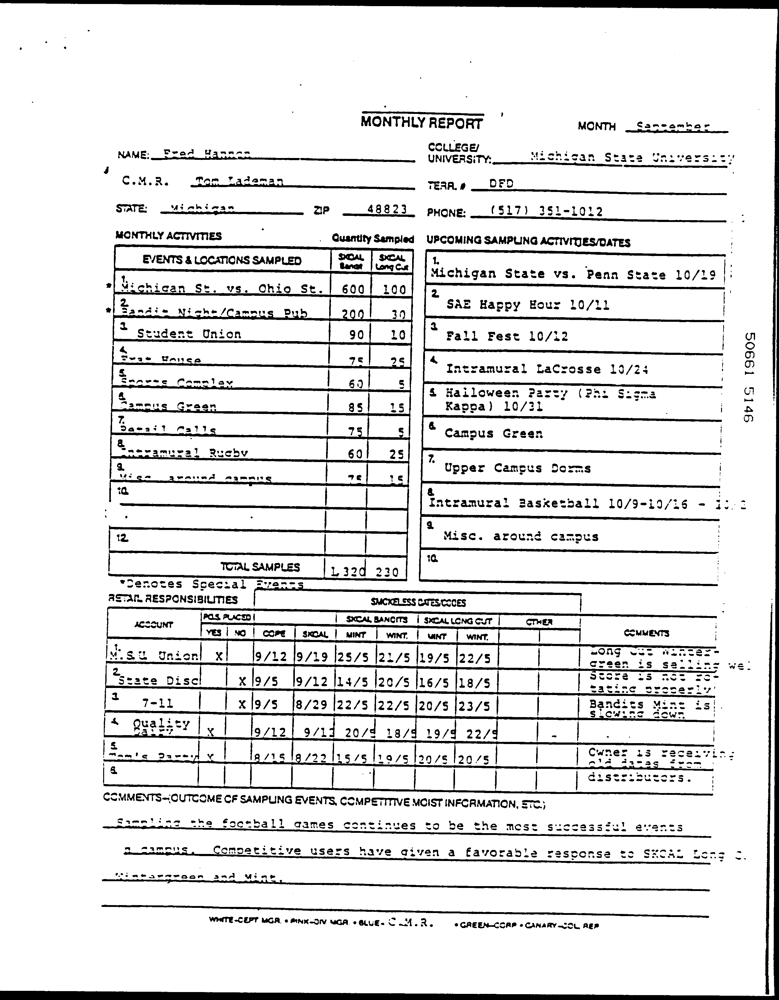 MONTHLY REPORT
MONTH September
NAME: Fred Hannon
COLLEGE/
UNIVERSITY: Michigan State University
C.M.R. Tom Lademan
TERR. # DFD
STATE: Michigan ZIP 48823 PHONE: (517) 351-1012
MONTHLY ACTIVITIES Quantity Sampled
EVENTS & LOCATIONS SAMPLED SKOAL Bandit SKOAL Long Cut
* 1. Michigan St. vs. Ohio St. 600 100
* 2. Bandit Night/Campus Pub 200 30
3. Student Union 90 10
4. Frat House 75 25
5. Sports Complex 60 5
6. Campus Green 85 15
7. Retail Calls 75 5
8. Intramural Rugby 60 25
9. Misc. around campus 75 15
10.
12.
TOTAL SAMPLES 1,320 230
*Denotes Special Events
UPCOMING SAMPLING ACTIVITIES/DATES
1. Michigan State vs. Penn State 10/19
2. SAE Happy Hour 10/11
3. Fall Fest 10/12
4. Intramural LaCrosse 10/24
5. Halloween Party (Phi Sigma
Kappa) 10/31
6. Campus Green
7. Upper Campus Dorms
8. Intramural Basketball 10/9-10/16 -
9. Misc. around campus
10.
RETAIL RESPONSIBILITIES SMOKELESS DATES/CODES
ACCOUNT P.O.S. PLACED SKOAL BANDITS SKOAL LONG CUT OTHER COMMENTS
YES NO COPE SKOAL MINT WINT. MINT WINT.
1. M.S.U. Union X 9/12 9/19 25/5 21/5 19/5 22/5 Long Cut Winter-
green is selling wel
2. State Disc X 9/5 9/12 14/5 20/5 16/5 18/5 Store is not ro-
tating properly
3. 7-11 X 9/5 8/29 22/5 22/5 20/5 23/5 Bandits Mint is
slowing down
4. Quality
Dairy X 9/12 9/12 20/5 18/5 19/5 22/5 -
5. Tom's Party X 8/15 8/22 15/5 19/5 20/5 20/5 Owner is receiving
old dates from
6. distributors.
COMMENTS-(OUTCOME OF SAMPLING EVENTS, COMPETITIVE MOIST INFORMATION, ETC.)
Sampling the football games continues to be the most successful events
n campus. Competitive users have given a favorable response to SKOAL Long C
Wintergreen and Mint.
WHITE-DEPT MGR. • PINK-DIV MGR. • BLUE- C.M.R. • GREEN-CORP • CANARY-COL. REP
50661 5146